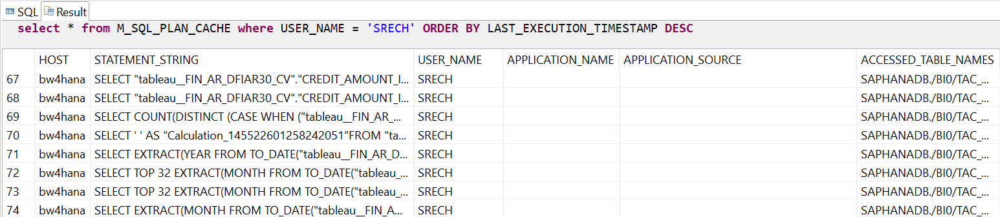 SQL Result
select * from M_SQL_PLAN_CACHE where USER_NAME = 'SRECH' ORDER BY LAST_EXECUTION_TIMESTAMP DESC
HOST STATEMENT_STRING USER_NAME APPLICATION_NAME APPLICATION_SOURCE ACCESSED_TABLE_NAMES
67 bw4hana SELECT "tableau__FIN_AR_DFIAR30_CV"."CREDIT_AMOUNT_I... SRECH SAPHANADB./BI0/TAC_...
68 bw4hana SELECT "tableau__FIN_AR_DFIAR30_CV"."CREDIT_AMOUNT_I... SRECH SAPHANADB./BI0/TAC_...
69 bw4hana SELECT COUNT(DISTINCT (CASE WHEN ("tableau__FIN_AR_... SRECH SAPHANADB./BI0/TAC_...
70 bw4hana SELECT ' ' AS "Calculation_145522601258242051"FROM "ta... SRECH SAPHANADB./BI0/TAC_...
71 bw4hana SELECT EXTRACT(YEAR FROM TO_DATE("tableau__FIN_AR_D... SRECH SAPHANADB./BI0/TAC_...
72 bw4hana SELECT TOP 32 EXTRACT(MONTH FROM TO_DATE("tableau_... SRECH SAPHANADB./BI0/TAC_...
73 bw4hana SELECT TOP 32 EXTRACT(MONTH FROM TO_DATE("tableau_... SRECH SAPHANADB./BI0/TAC_...
74 bw4hana SELECT EXTRACT(MONTH FROM TO_DATE("tableau__FIN_A... SRECH SAPHANADB./BI0/TAC_...